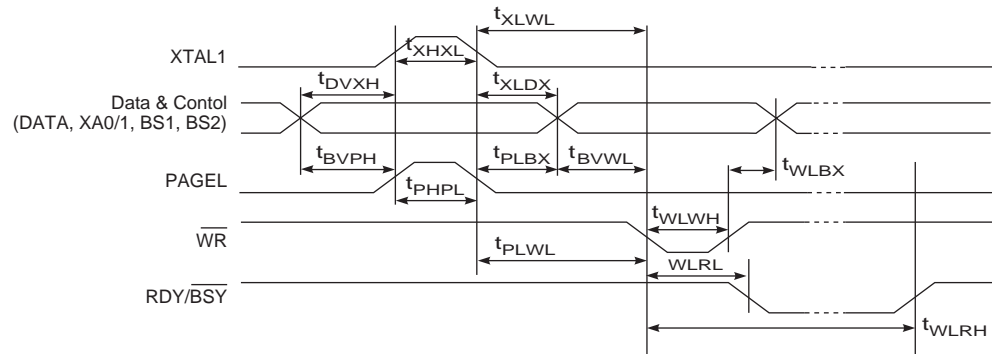 tXLWL
XTAL1
tXHXL
tDVXH
tXLDX
Data & Contol
(DATA, XA0/1, BS1, BS2)
tBVPH
tPLBX
tBVWL
tWLBX
PAGEL
tPHPL
tWLWH
WR
tPLWL
WLRL
RDY/BSY
tWLRH